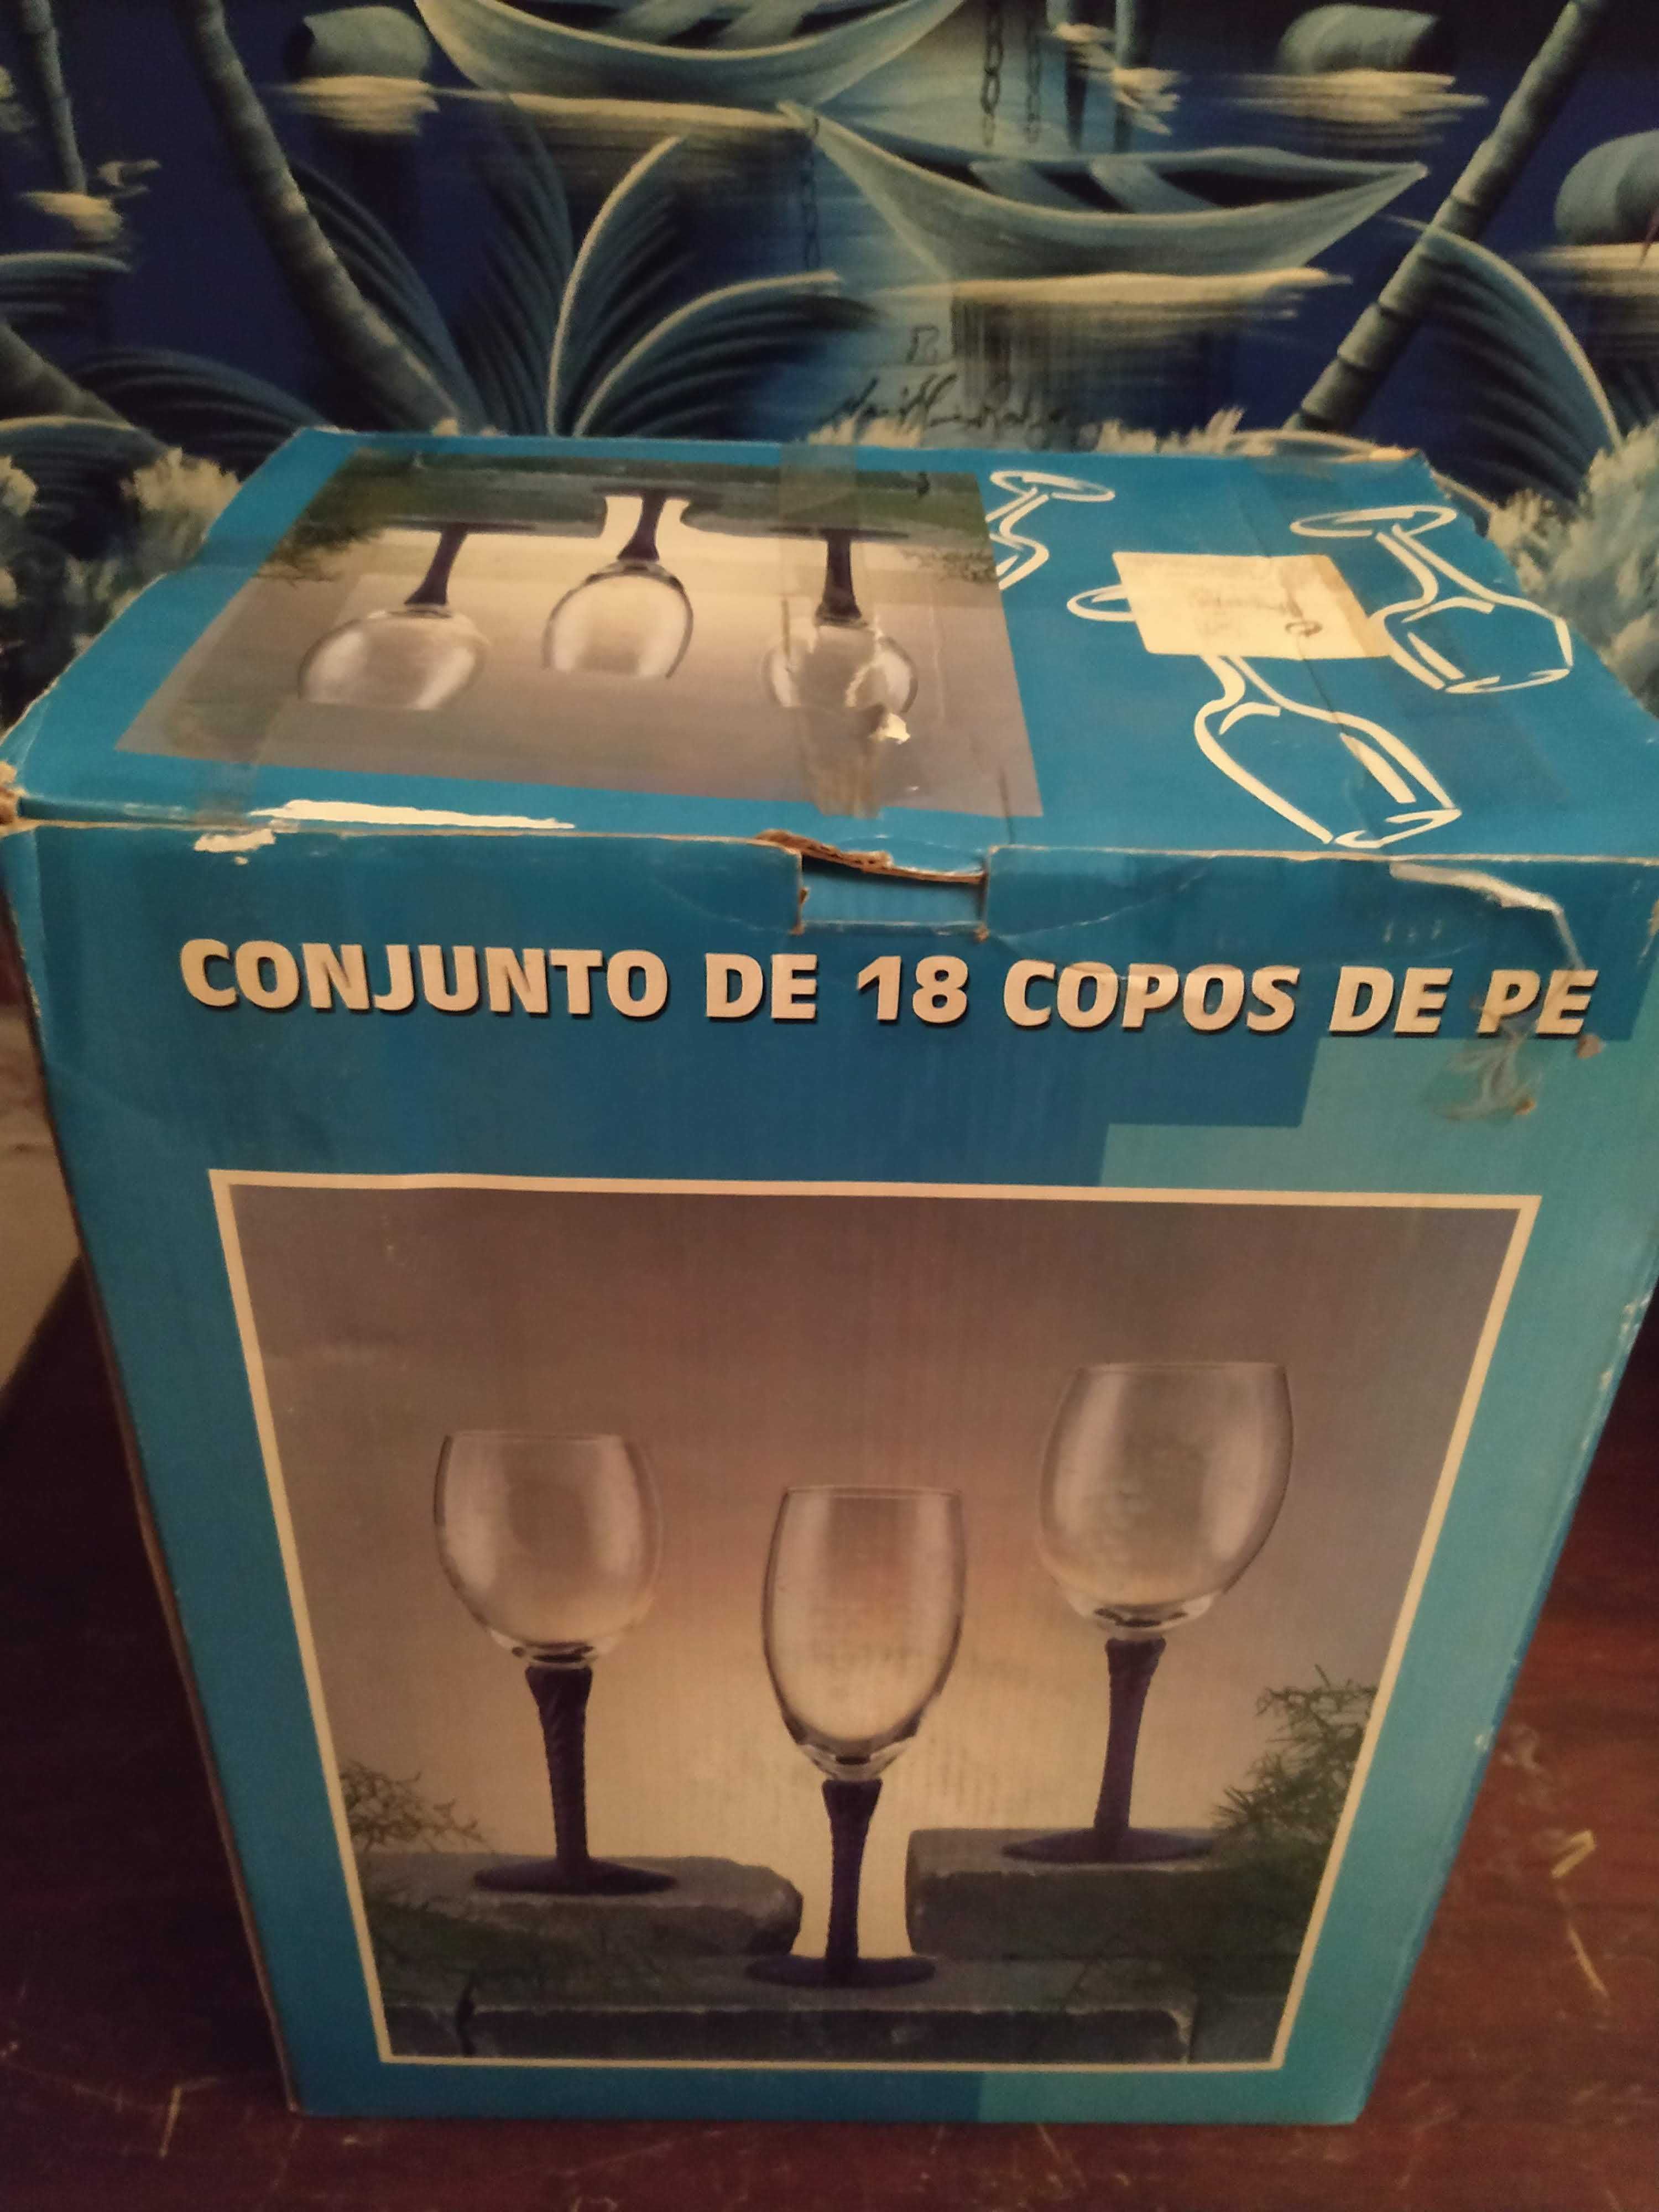 CONJUNTO DE 18 COPOS DE PE